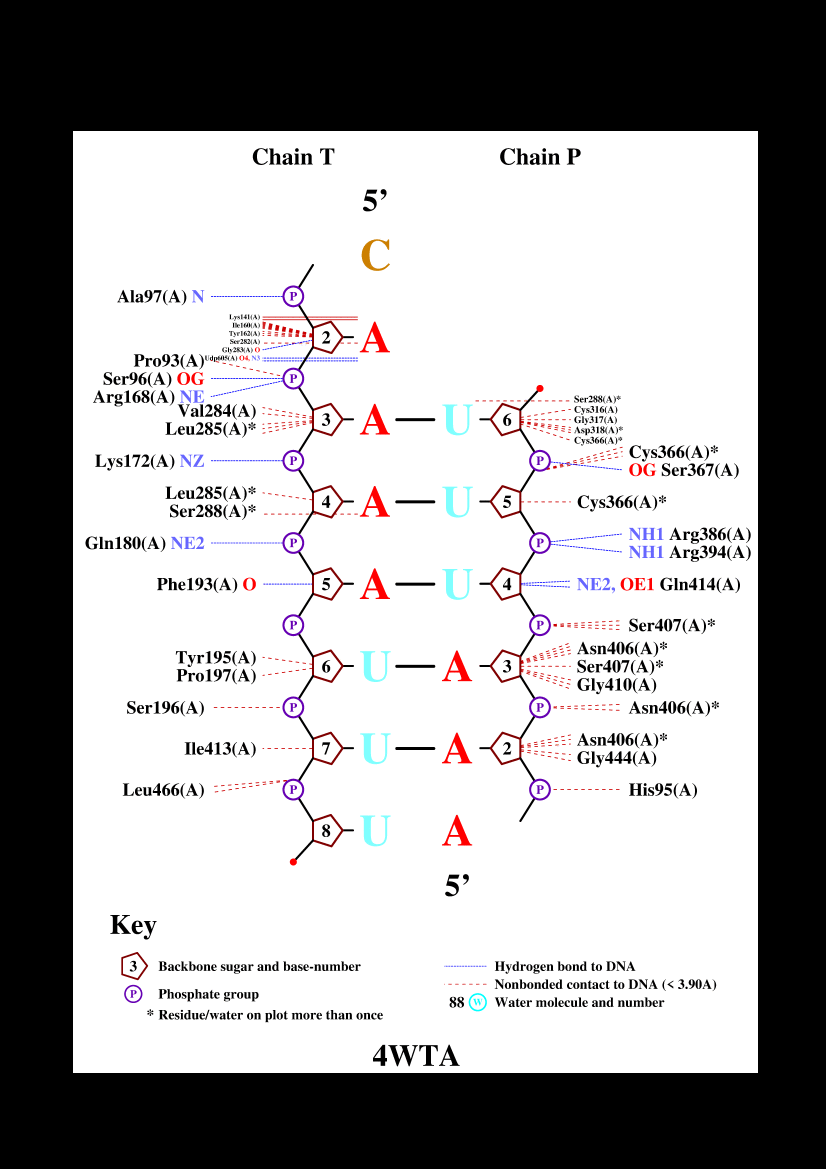 Chain T Chain P
5’
C
Ala97(A) N P
Lys141(A)
Ile160(A)
Tyr162(A)
Ser282(A)
Gly283(A) O
Udp605(A) O4, N3
2 A
Pro93(A)
Ser96(A) OG P
Arg168(A) NE
Val284(A)
Leu285(A)*
3 A U 6
Ser288(A)*
Cys316(A)
Gly317(A)
Asp318(A)*
Cys366(A)*
Lys172(A) NZ P P
Cys366(A)*
OG Ser367(A)
Leu285(A)*
Ser288(A)*
4 A U 5 Cys366(A)*
Gln180(A) NE2 P P
NH1 Arg386(A)
NH1 Arg394(A)
Phe193(A) O 5 A U 4 NE2, OE1 Gln414(A)
P P Ser407(A)*
Tyr195(A)
Pro197(A)
6 U A 3
Asn406(A)*
Ser407(A)*
Gly410(A)
Ser196(A) P P Asn406(A)*
Ile413(A) 7 U A 2
Asn406(A)*
Gly444(A)
Leu466(A) P P His95(A)
8 U A
5’
Key
3 Backbone sugar and base-number
P Phosphate group
* Residue/water on plot more than once
Hydrogen bond to DNA
Nonbonded contact to DNA (< 3.90A)
88 W Water molecule and number
4WTA